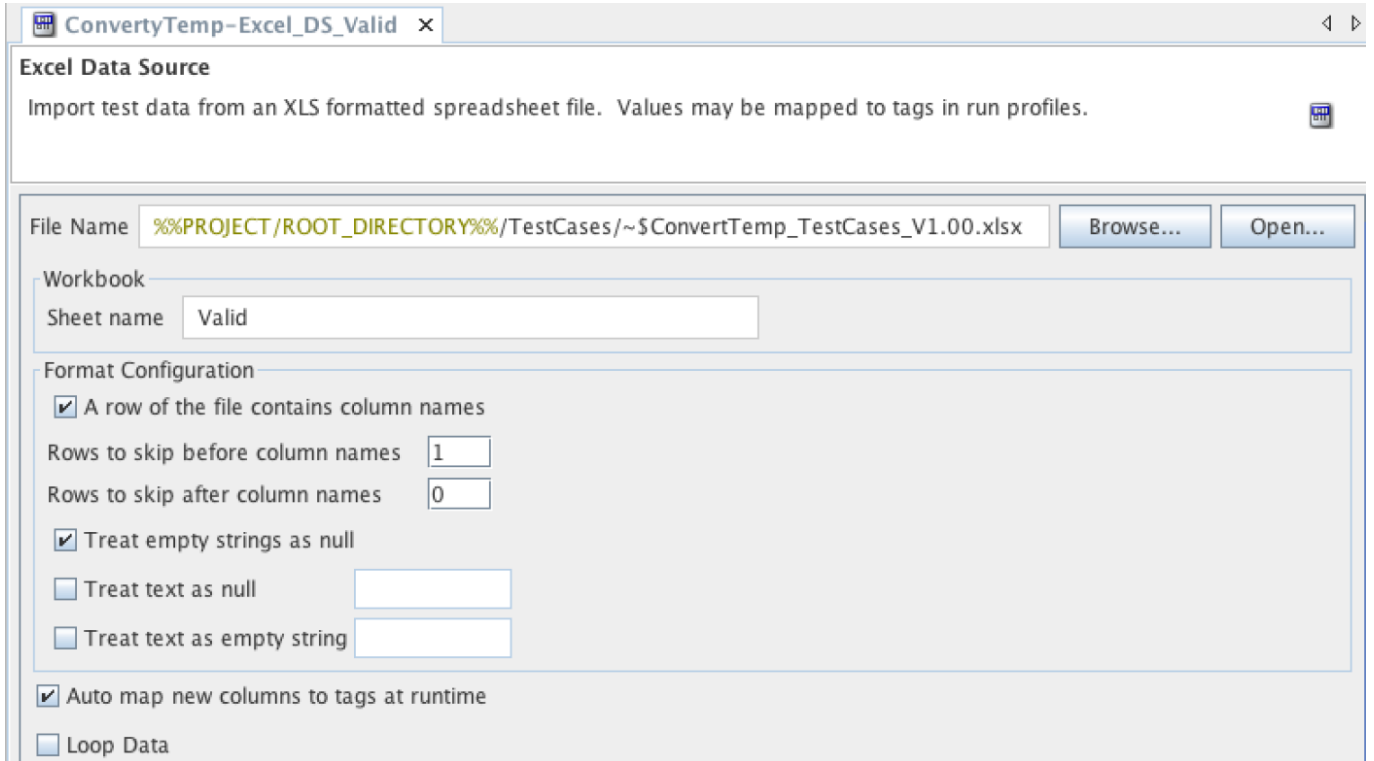 ConvertyTemp-Excel_DS_Valid
Excel Data Source
Import test data from an XLS formatted spreadsheet file.  Values may be mapped to tags in run profiles.
File Name %%PROJECT/ROOT_DIRECTORY%%/TestCases/~$ConvertTemp_TestCases_V1.00.xlsx Browse... Open...
Workbook
Sheet name Valid
Format Configuration
A row of the file contains column names
Rows to skip before column names 1
Rows to skip after column names 0
Treat empty strings as null
Treat text as null
Treat text as empty string
Auto map new columns to tags at runtime
Loop Data